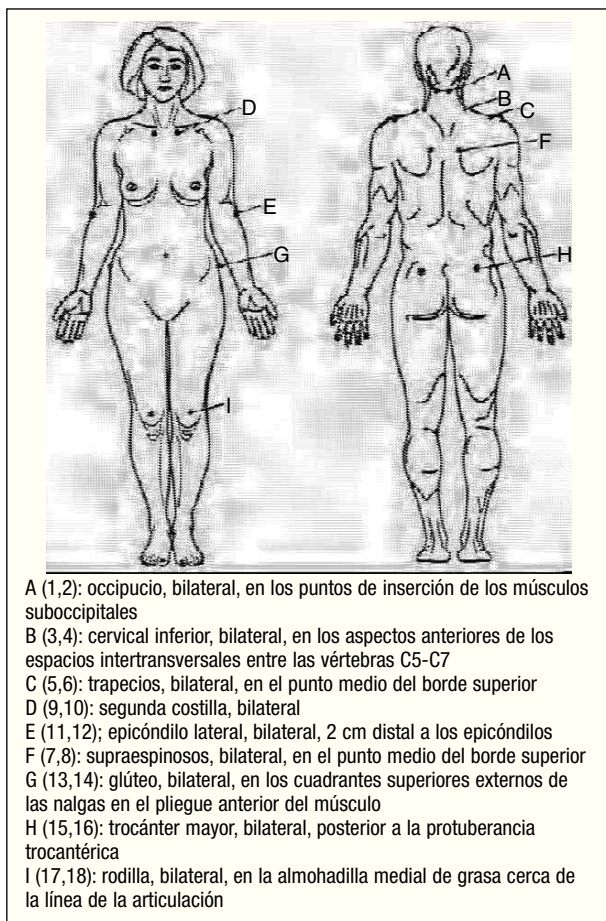 A
B
C
D
F
E
G
H
I
A (1,2): occipucio, bilateral, en los puntos de inserción de los músculos
suboccipitales
B (3,4): cervical inferior, bilateral, en los aspectos anteriores de los
espacios intertransversales entre las vértebras C5-C7
C (5,6): trapecios, bilateral, en el punto medio del borde superior
D (9,10): segunda costilla, bilateral
E (11,12); epicóndilo lateral, bilateral, 2 cm distal a los epicóndilos
F (7,8): supraespinosos, bilateral, en el punto medio del borde superior
G (13,14): glúteo, bilateral, en los cuadrantes superiores externos de
las nalgas en el pliegue anterior del músculo
H (15,16): trocánter mayor, bilateral, posterior a la protuberancia
trocantérica
I (17,18): rodilla, bilateral, en la almohadilla medial de grasa cerca de
la línea de la articulación